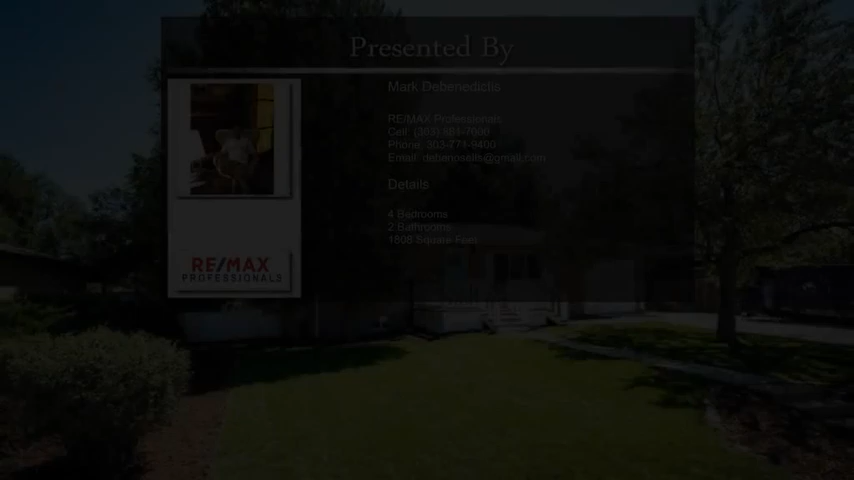 Presented By
Mark Debenedictis
RE/MAX Professionals
Cell: (303) 881-7000
Phone: 303-771-9400
Email: debenosells@gmail.com
Details
4 Bedrooms
2 Bathrooms
1808 Square Feet
RE/MAX
PROFESSIONALS